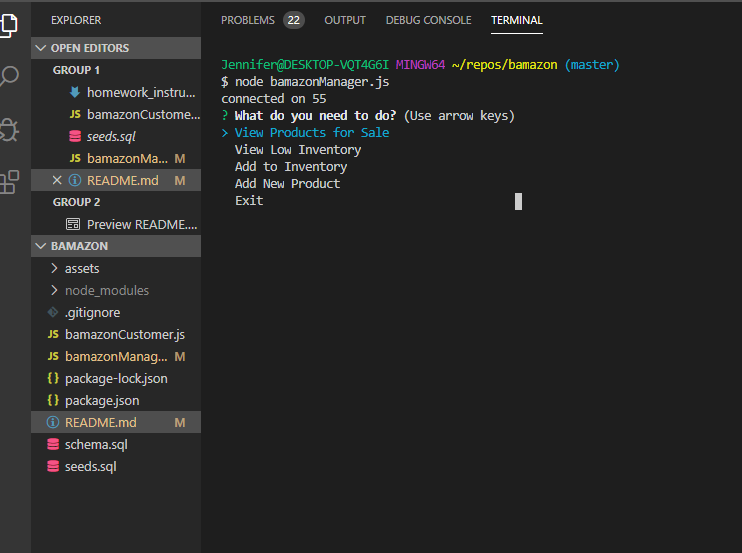 EXPLORER
OPEN EDITORS
GROUP 1
homework_instru...
JS bamazonCustome...
seeds.sql
JS bamazonMa... M
README.md M
GROUP 2
Preview README....
BAMAZON
assets
node_modules
.gitignore
JS bamazonCustomer.js
JS bamazonManag... M
{} package-lock.json
{} package.json
README.md M
schema.sql
seeds.sql
PROBLEMS 22 OUTPUT DEBUG CONSOLE TERMINAL
Jennifer@DESKTOP-VQT4G6I MINGW64 ~/repos/bamazon (master)
$ node bamazonManager.js
connected on 55
? What do you need to do? (Use arrow keys)
> View Products for Sale
View Low Inventory
Add to Inventory
Add New Product
Exit